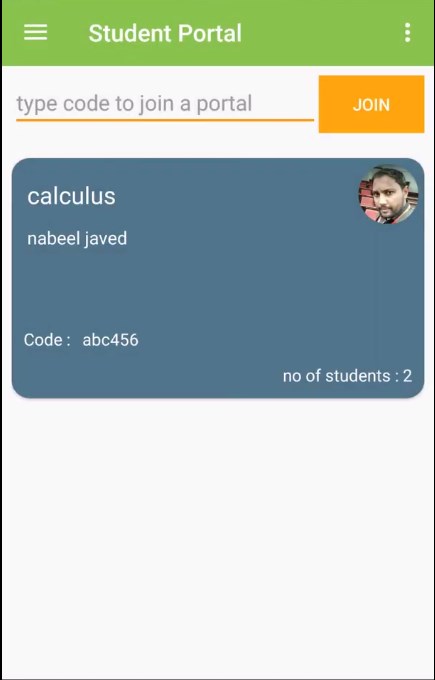 Student Portal
type code to join a portal
JOIN
calculus
nabeel javed
Code : abc456
no of students : 2